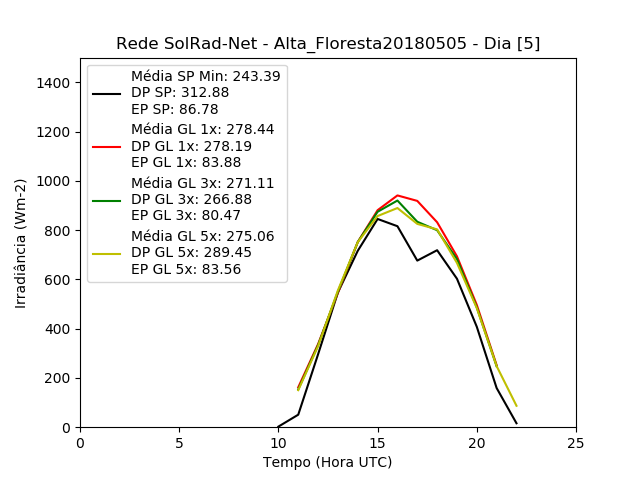 Rede SolRad-Net - Alta_Floresta20180505 - Dia [5]
Média SP Min: 243.39
DP SP: 312.88
EP SP: 86.78
Média GL 1x: 278.44
DP GL 1x: 278.19
EP GL 1x: 83.88
Média GL 3x: 271.11
DP GL 3x: 266.88
EP GL 3x: 80.47
Média GL 5x: 275.06
DP GL 5x: 289.45
EP GL 5x: 83.56
Irradiância (Wm-2)
1400
1200
1000
800
600
400
200
0
0 5 10 15 20 25
Tempo (Hora UTC)